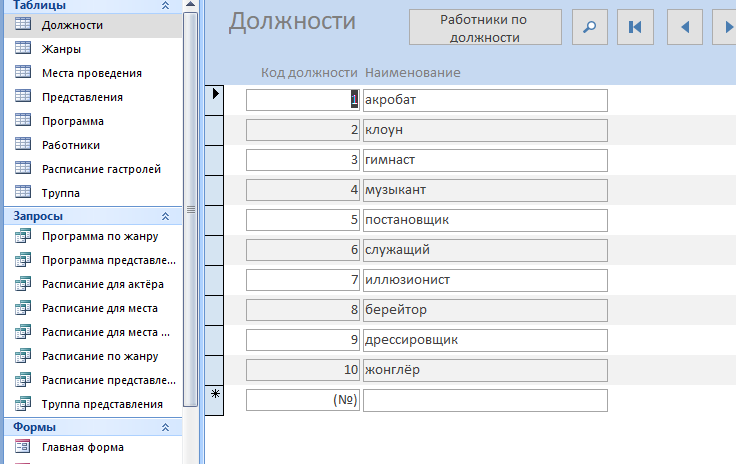 Таблицы
Должности
Жанры
Места проведения
Представления
Программа
Работники
Расписание гастролей
Труппа
Запросы
Программа по жанру
Программа представле...
Расписание для актёра
Расписание для места
Расписание для места ...
Расписание по жанру
Расписание представле...
Труппа представления
Формы
Главная форма
Должности
Работники по
должности
Код должности Наименование
1 акробат
2 клоун
3 гимнаст
4 музыкант
5 постановщик
6 служащий
7 иллюзионист
8 берейтор
9 дрессировщик
10 жонглёр
(№)